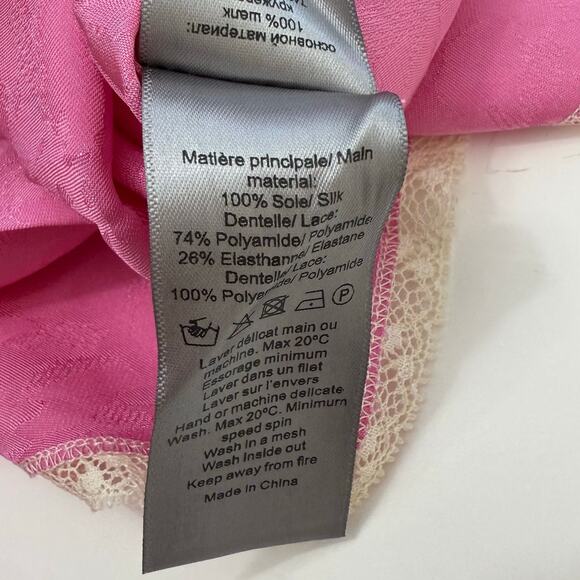 основной материал:
100% шелк
Matière principale/ Main
material:
100% Soie/ Silk
Dentelle/ Lace:
74% Polyamide/ Polyamide
26% Elasthanne/ Elastane
Dentelle/ Lace:
100% Polyamide/ Polyamide
P
Laver délicat main ou
machine. Max 20°C
Essorage minimum
Laver dans un filet
Laver sur l'envers
Hand or machine delicate
Wash. Max 20°C. Minimum
speed spin
Wash in a mesh
Wash Inside out
Keep away from fire
Made in China